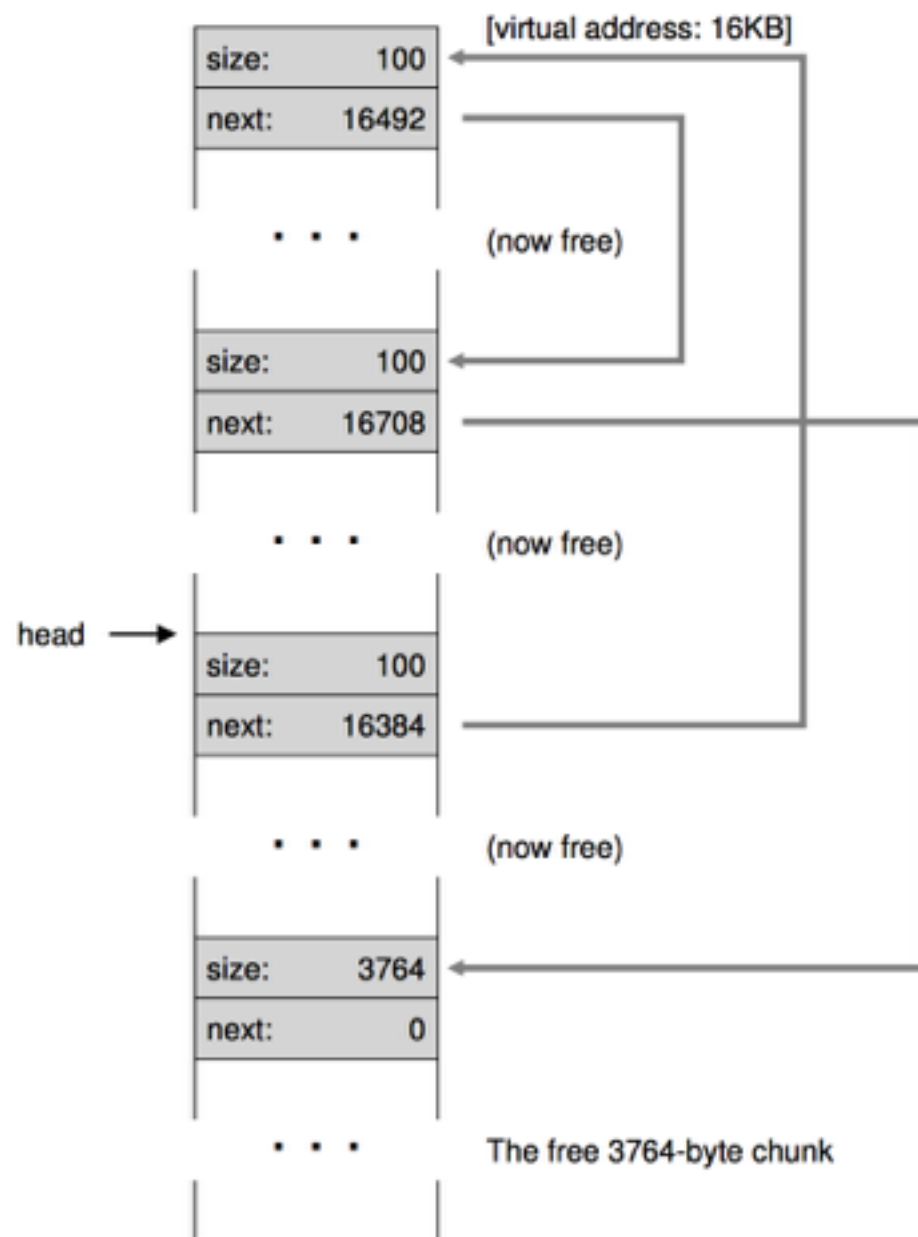 [virtual address: 16KB]
size: 100
next: 16492
. . .
(now free)
size: 100
next: 16708
. . .
(now free)
head
size: 100
next: 16384
. . .
(now free)
size: 3764
next: 0
. . .
The free 3764-byte chunk